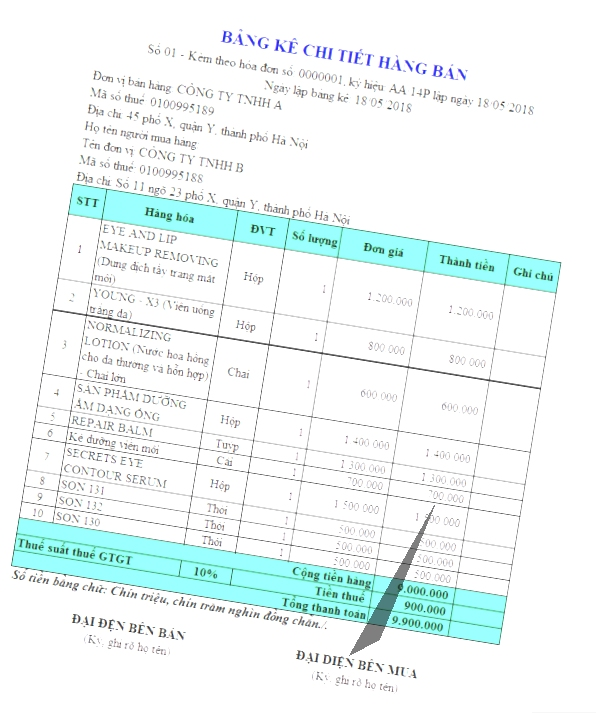 BẢNG KÊ CHI TIẾT HÀNG BÁN
Số 01 - Kèm theo hóa đơn số 0000001, ký hiệu AA 14P lập ngày 18/05/2018
Ngày lập bảng kê 18/05/2018
Đơn vị bán hàng CÔNG TY TNHH A
Mã số thuế 0100995189
Địa chỉ 45 phố X, quận Y, thành phố Hà Nội
Họ tên người mua hàng
Tên đơn vị CÔNG TY TNHH B
Mã số thuế 0100995188
Địa chỉ Số 11 ngõ 23 phố X, quận Y, thành phố Hà Nội
STT Hàng hóa ĐVT Số lượng Đơn giá Thành tiền Ghi chú
1 EYE AND LIP MAKEUP REMOVING (Dung dịch tẩy trang mắt môi) Hộp 1 1.200.000 1.200.000
2 YOUNG - X3 (Viên uống trắng da) Hộp 1 800.000 800.000
3 NORMALIZING LOTION (Nước hoa hồng cho da thường và hỗn hợp) - Chai lớn Chai 1 600.000 600.000
4 SẢN PHẨM DƯỠNG ẨM DẠNG ỐNG Hộp 1 1.400.000 1.400.000
5 REPAIR BALM Tuýp 1 1.300.000 1.300.000
6 Kẻ đường viền môi Cái 1 700.000 700.000
7 SECRETS EYE CONTOUR SERUM Hộp 1 1.500.000 1.500.000
8 SON 131 Thỏi 1 500.000 500.000
9 SON 132 Thỏi 1 500.000 500.000
10 SON 130 Thỏi 1 500.000 500.000
Cộng tiền hàng 9.000.000
Thuế suất thuế GTGT 10% Tiền thuế 900.000
Tổng thanh toán 9.900.000
Số tiền bằng chữ: Chín triệu, chín trăm nghìn đồng chẵn./.
ĐẠI ĐỆN BÊN BÁN
(Ký, ghi rõ họ tên)
ĐẠI DIỆN BÊN MUA
(Ký, ghi rõ họ tên)